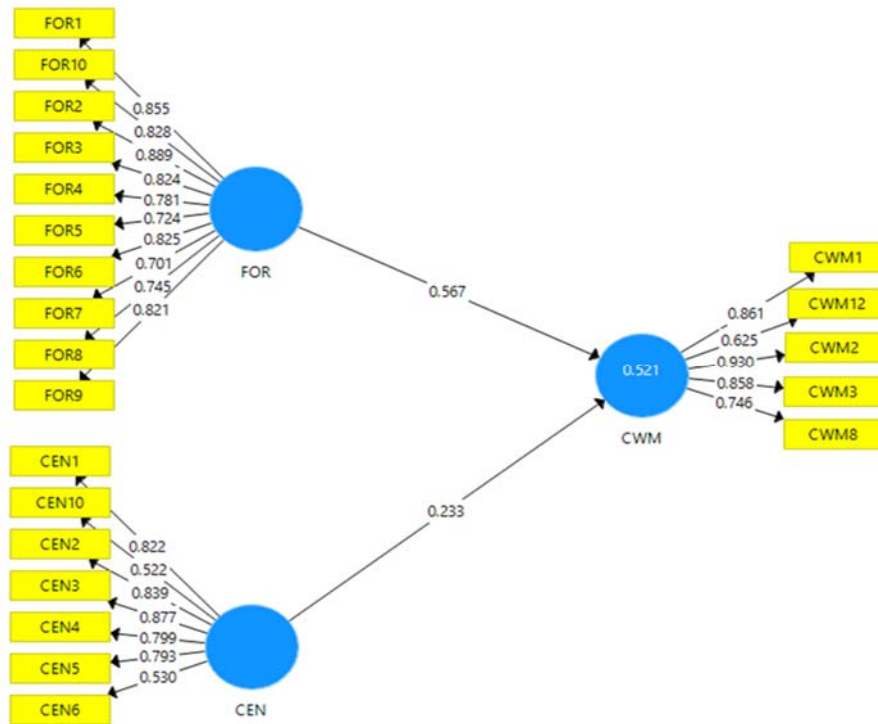 FOR1
FOR10
FOR2
FOR3
FOR4
FOR5
FOR6
FOR7
FOR8
FOR9
0.855
0.828
0.889
0.824
0.781
0.724
0.825
0.701
0.745
0.821
FOR
0.567
CEN1
CEN10
CEN2
CEN3
CEN4
CEN5
CEN6
0.822
0.522
0.839
0.877
0.799
0.793
0.530
CEN
0.233
0.521
CWM
0.861
0.625
0.930
0.858
0.746
CWM1
CWM12
CWM2
CWM3
CWM8